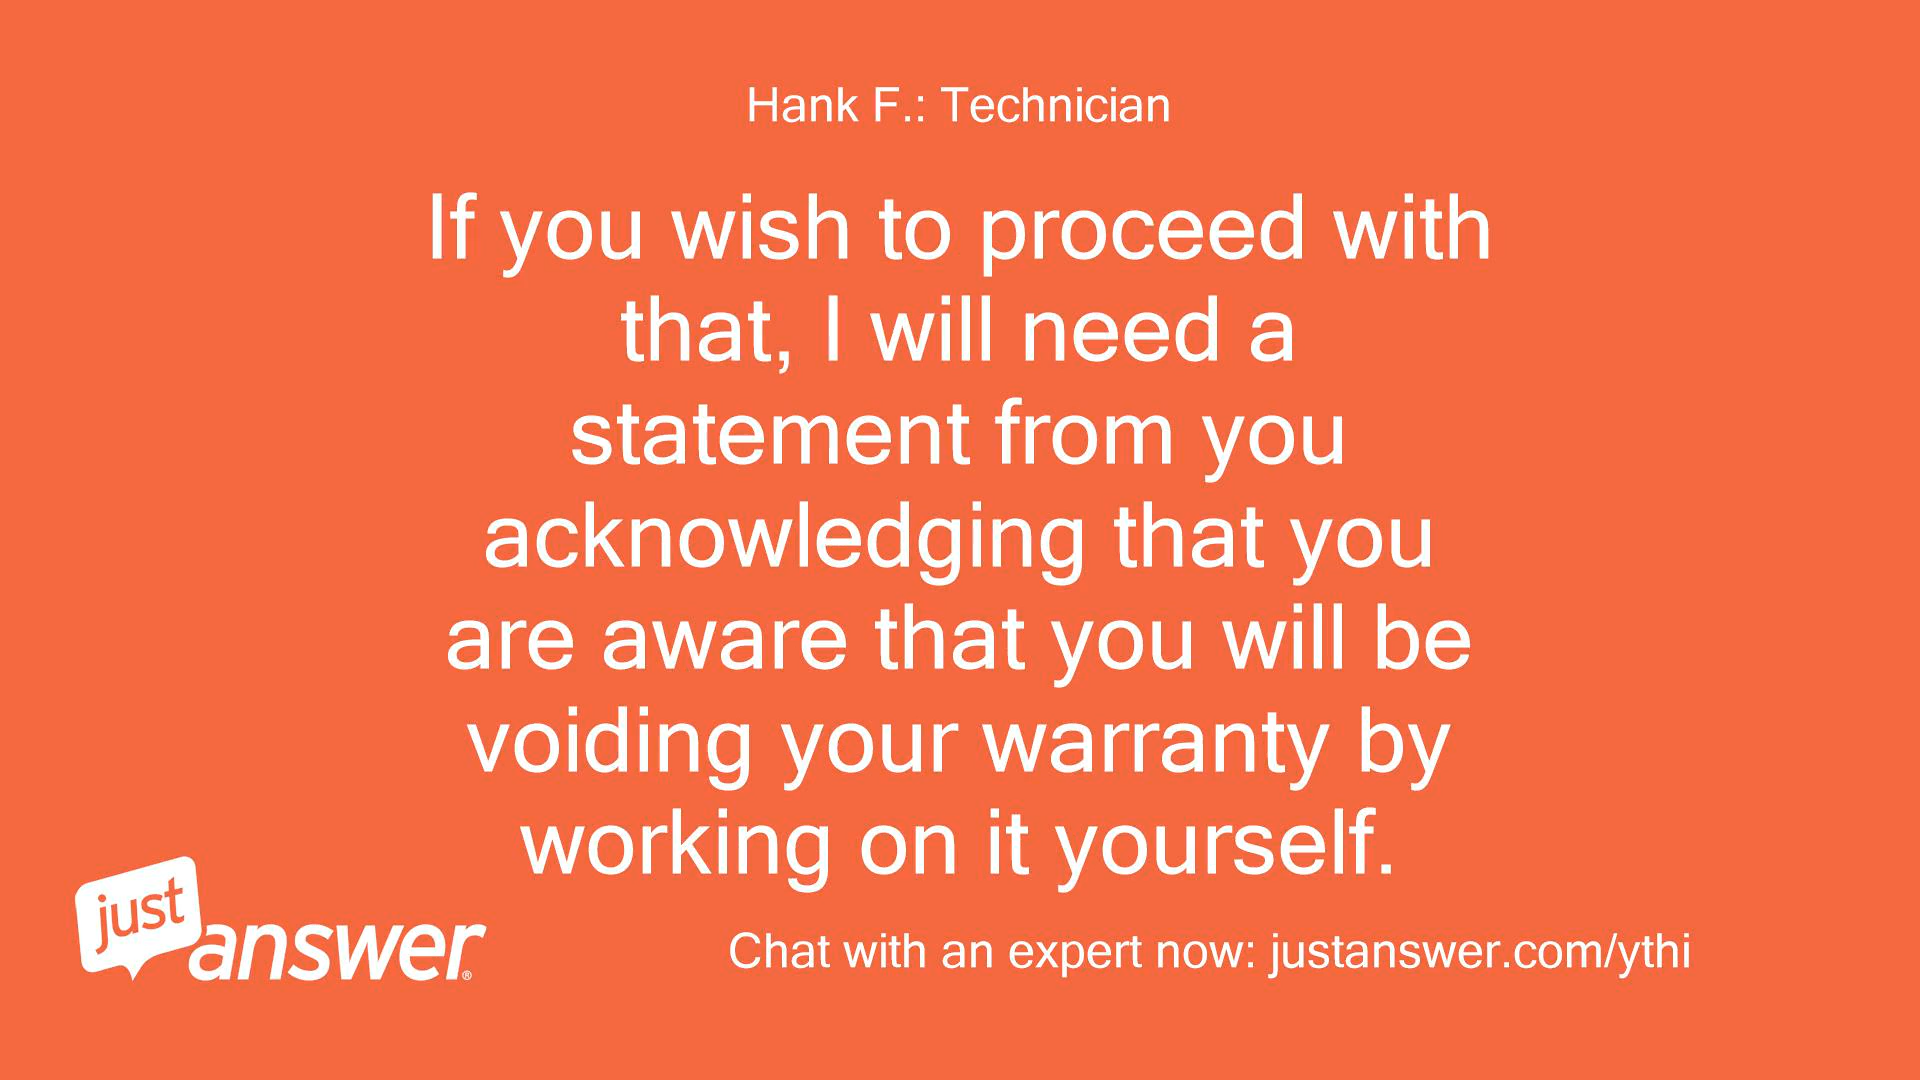 Hank F.: Technician
If you wish to proceed with
that, I will need a
statement from you
acknowledging that you
are aware that you will be
voiding your warranty by
working on it yourself.
just
answer®
Chat with an expert now: justanswer.com/ythi